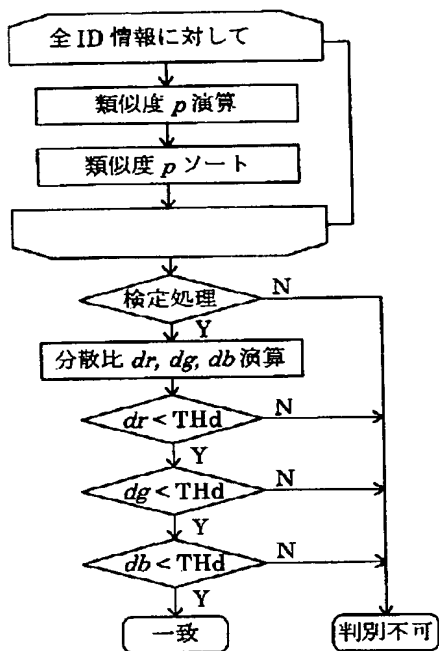 全ID情報に対して
類似度 p 演算
類似度 p ソート
検定処理
N
Y
分散比 dr, dg, db 演算
dr < THd
N
Y
dg < THd
N
Y
db < THd
N
Y
一致
判別不可